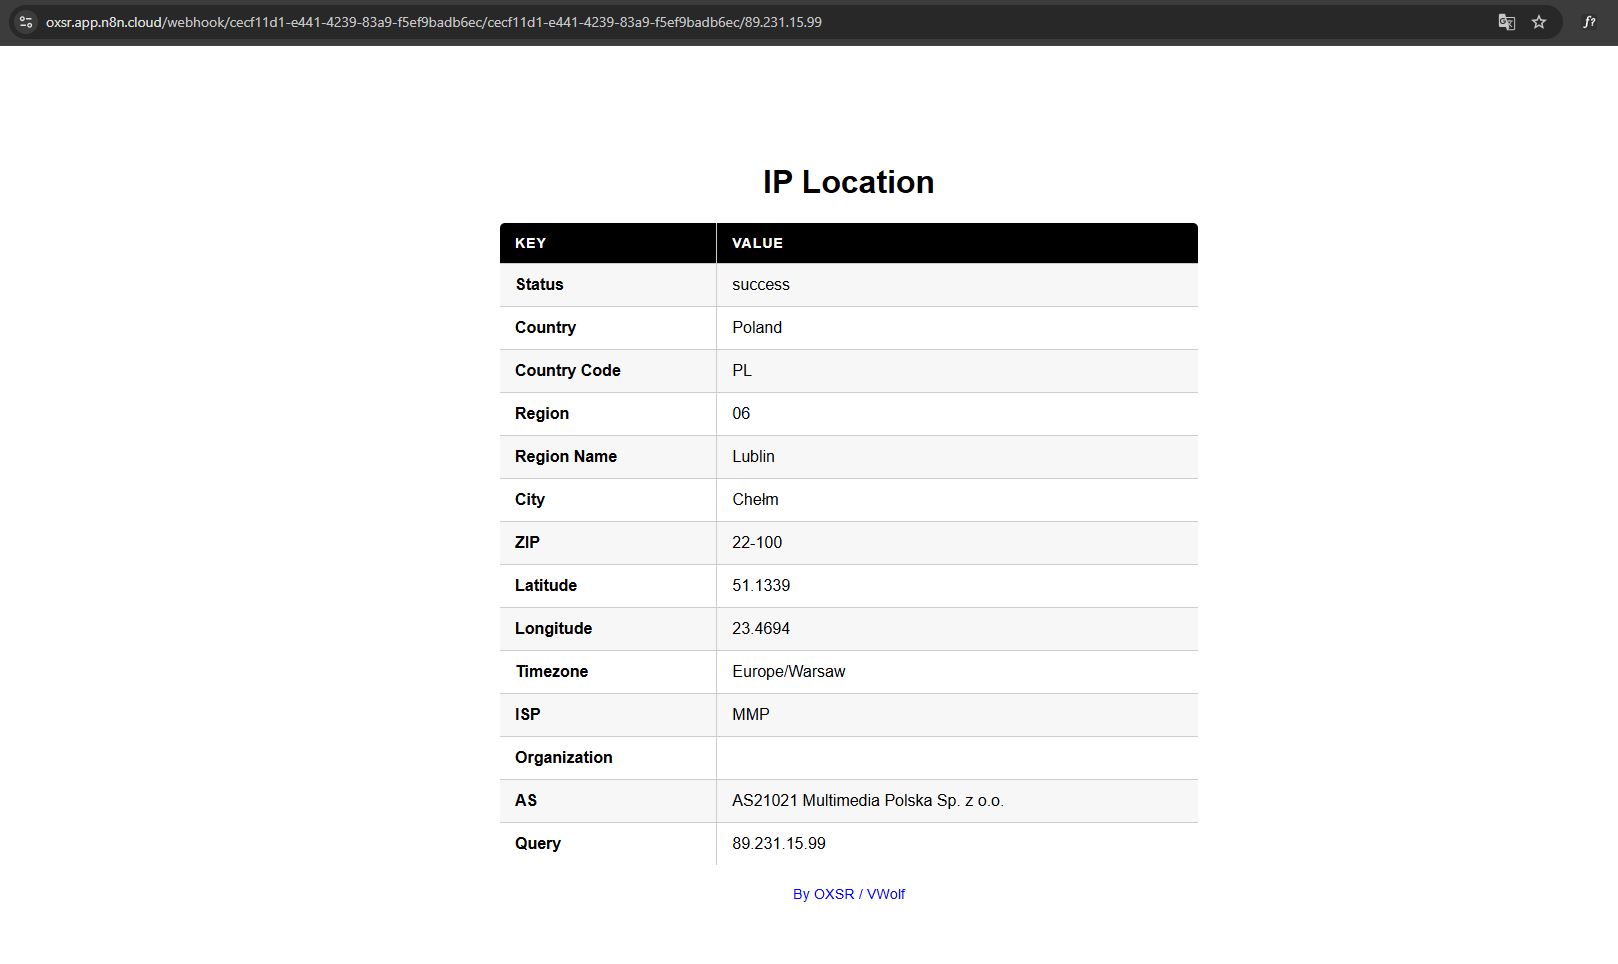 oxsr.app.n8n.cloud/webhook/cecf11d1-e441-4239-83a9-f5ef9badb6ec/cecf11d1-e441-4239-83a9-f5ef9badb6ec/89.231.15.99
f?
IP Location
KEY VALUE
Status success
Country Poland
Country Code PL
Region 06
Region Name Lublin
City Chełm
ZIP 22-100
Latitude 51.1339
Longitude 23.4694
Timezone Europe/Warsaw
ISP MMP
Organization
AS AS21021 Multimedia Polska Sp. z o.o.
Query 89.231.15.99
By OXSR / VWolf